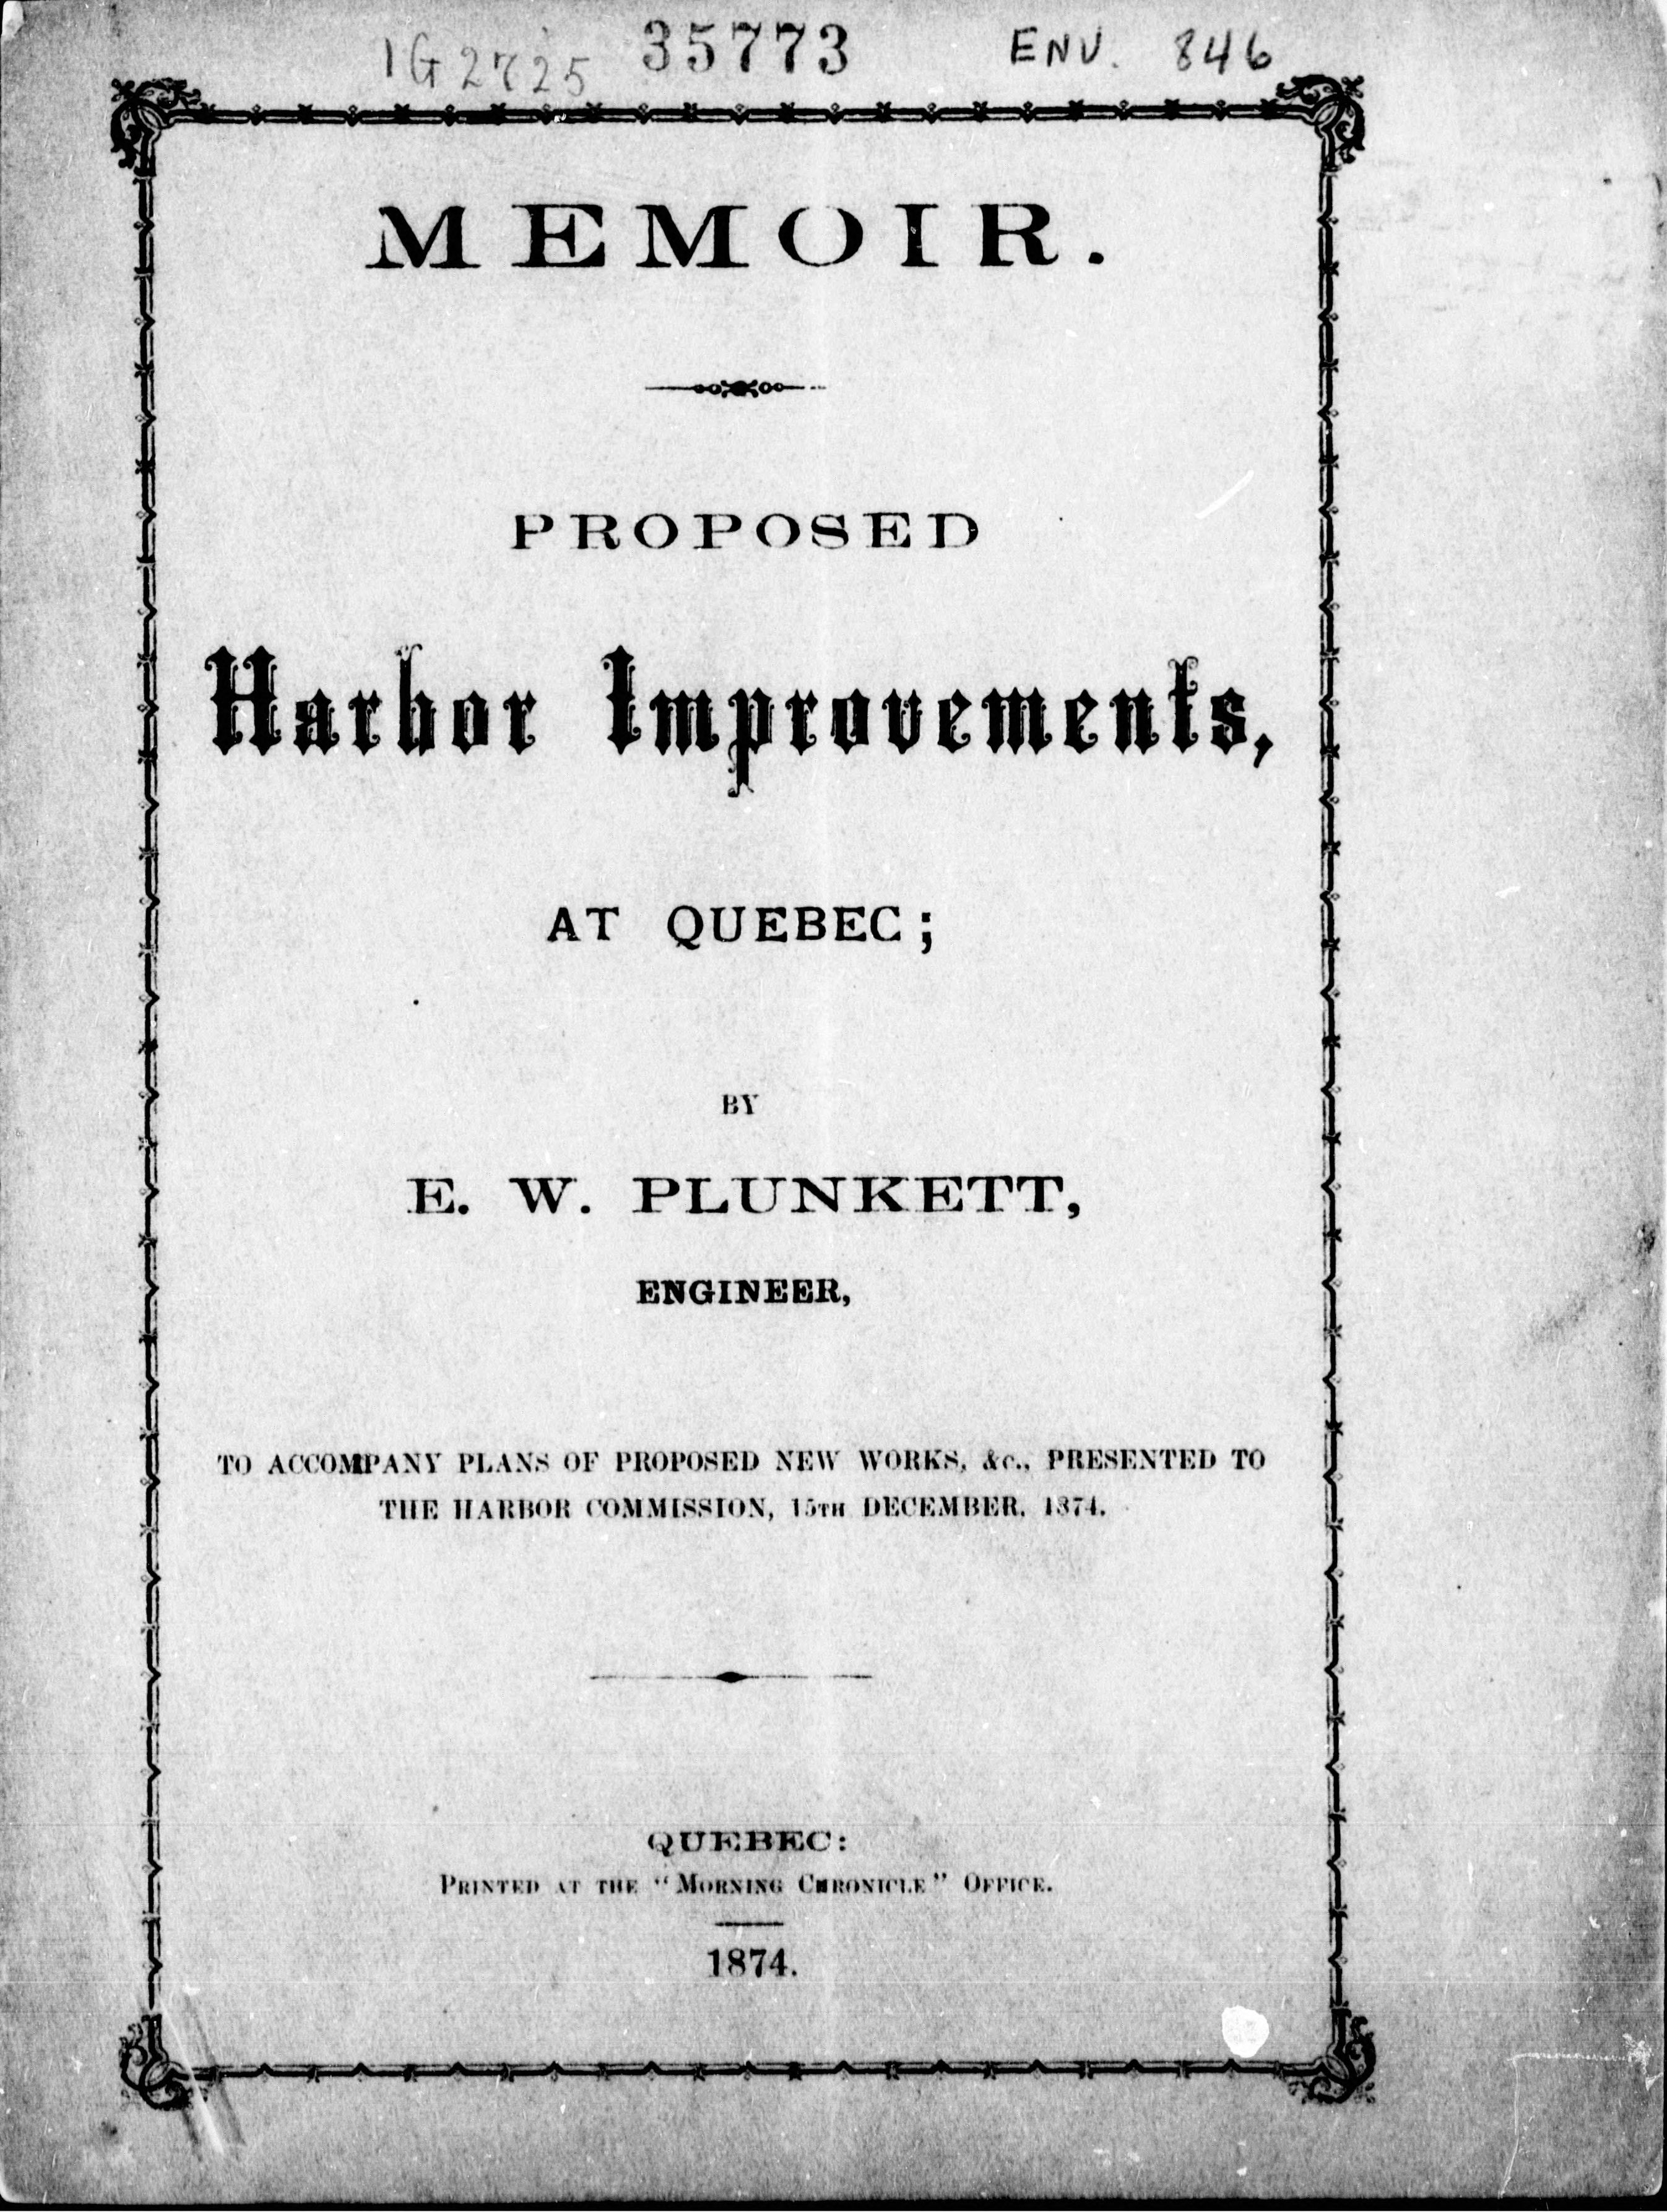 IG2725 35773 ENV. 846
MEMOIR.
PROPOSED
Harbor Improvements,
AT QUEBEC;
BY
E. W. PLUNKETT,
ENGINEER,
TO ACCOMPANY PLANS OF PROPOSED NEW WORKS, &c., PRESENTED TO
THE HARBOR COMMISSION, 15TH DECEMBER, 1874.
QUEBEC:
PRINTED AT THE "MORNING CHRONICLE" OFFICE.
1874.